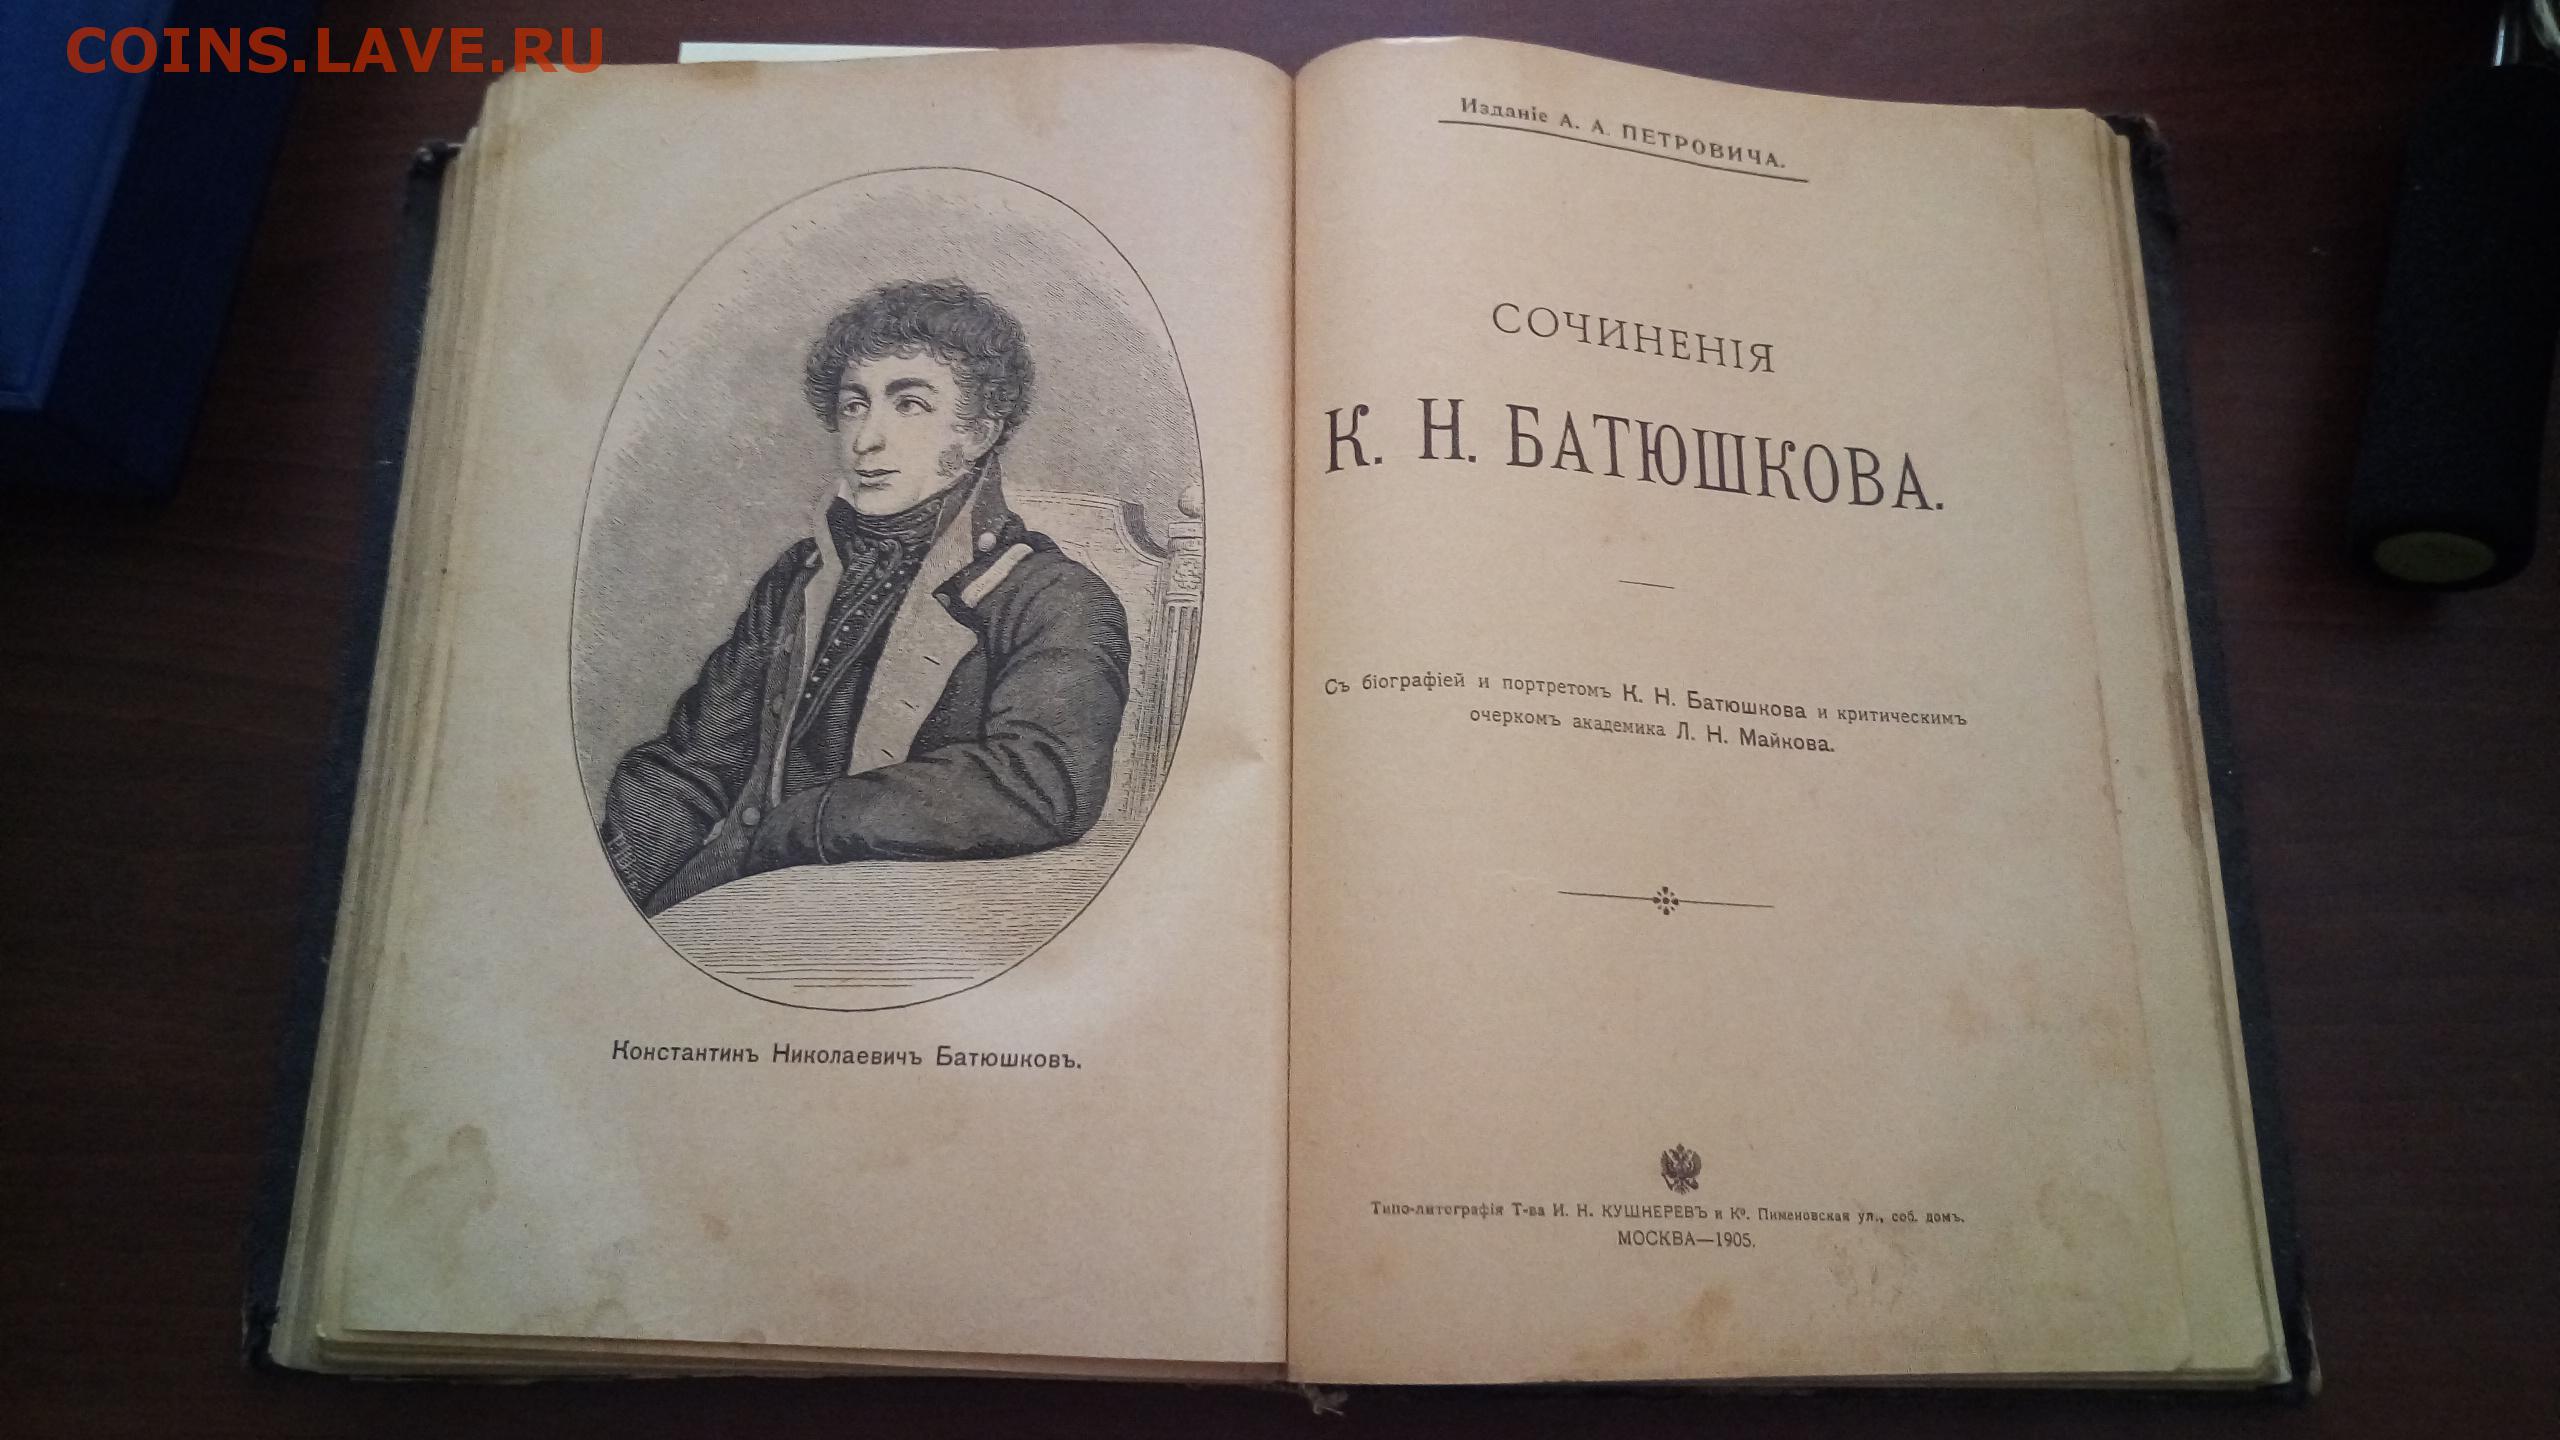 COINS.LAVE.RU
Константинъ Николаевичъ Батюшковъ.
Изданіе А. А. ПЕТРОВИЧА.
СОЧИНЕНІЯ
К. Н. БАТЮШКОВА.
Съ біографіей и портретомъ К. Н. Батюшкова и критическимъ
очеркомъ академика Л. Н. Майкова.
Типо-литографія Т-ва И. Н. КУШНЕРЕВЪ и Кº. Пименовская ул., соб. домъ.
МОСКВА—1905.